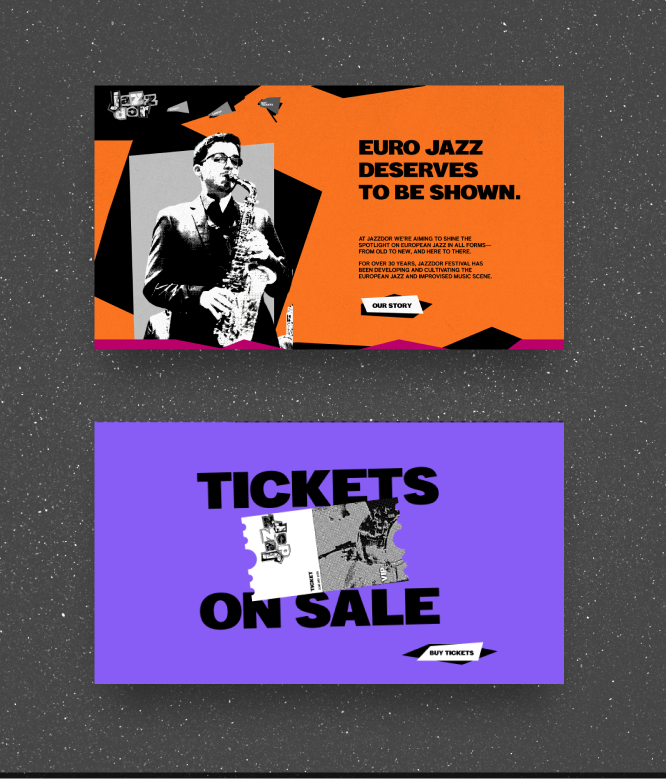 jazz
dor
EURO JAZZ
DESERVES
TO BE SHOWN.
AT JAZZDOR WE'RE AIMING TO SHINE THE
SPOTLIGHT ON EUROPEAN JAZZ IN ALL FORMS—
FROM OLD TO NEW, AND HERE TO THERE.
FOR OVER 30 YEARS, JAZZDOR FESTIVAL HAS
BEEN DEVELOPING AND CULTIVATING THE
EUROPEAN JAZZ AND IMPROVISED MUSIC SCENE.
OUR STORY
TICKETS
TICKET
VIP
ON SALE
BUY TICKETS